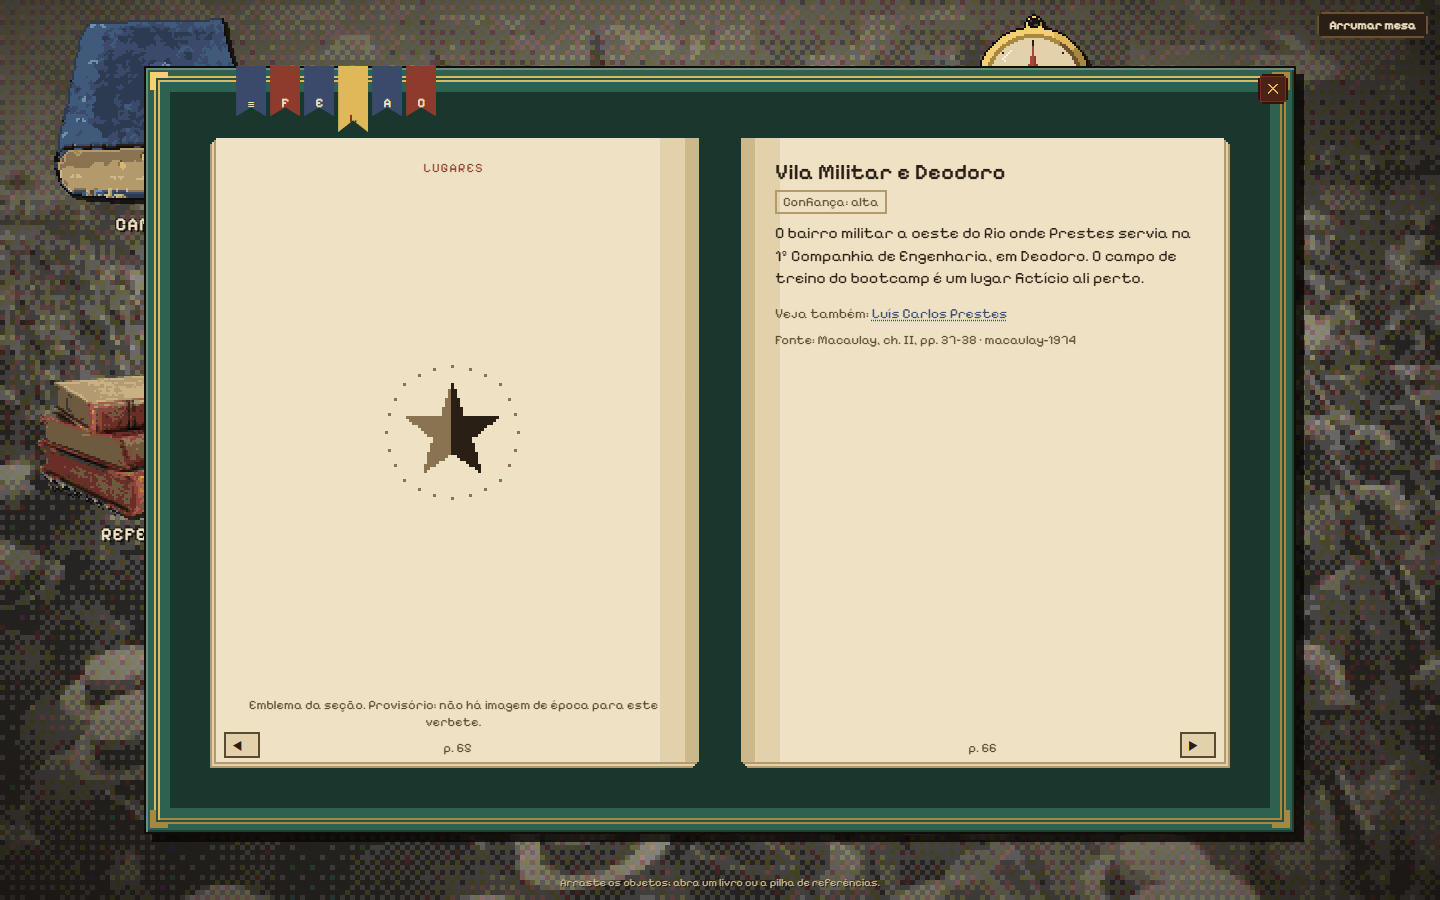 Arrumar mesa
≡ F E L A O
×
LUGARES
Emblema da seção. Provisório: não há imagem de época para este
verbete.
p. 65
Vila Militar e Deodoro
Confiança: alta
O bairro militar a oeste do Rio onde Prestes servia na
1ª Companhia de Engenharia, em Deodoro. O campo de
treino do bootcamp é um lugar fictício ali perto.
Veja também: Luís Carlos Prestes
Fonte: Macaulay, ch. II, pp. 37-38 · macaulay-1974
p. 66
Arraste os objetos; abra um livro ou a pilha de referências.